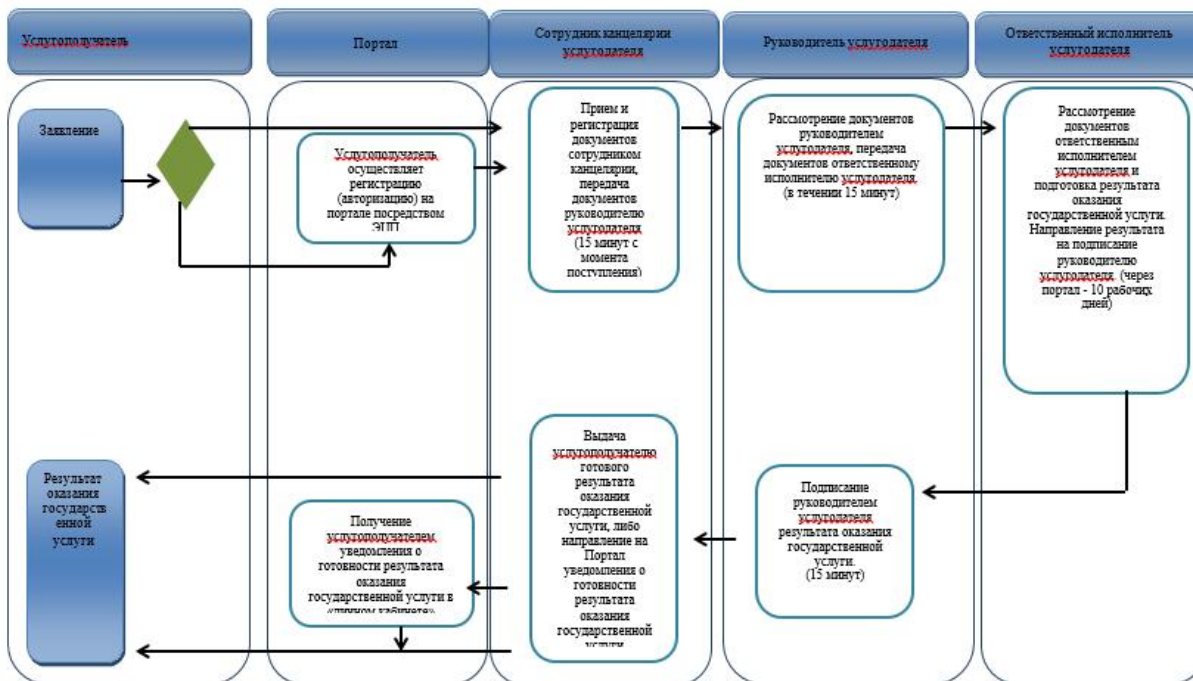 Услугополучатель
Портал
Сотрудник канцелярии
услугодателя
Руководитель услугодателя
Ответственный исполнитель
услугодателя
Заявление
Услугополучатель
осуществляет
регистрацию
(авторизацию) на
портале посредством
ЭЦП
Прием и
регистрация
документов
сотрудником
канцелярии,
передача
документов
руководителю
услугодателя
(15 минут с
момента
поступления)
Рассмотрение документов
руководителем
услугодателя, передача
документов ответственному
исполнителю услугодателя.
(в течении 15 минут)
Рассмотрение
документов
ответственным
исполнителем
услугодателя и
подготовка результата
оказания
государственной услуги.
Направление результата
на подписание
руководителю
услугодателя. (через
портал - 10 рабочих
дней)
Результат
оказания
государств
енной
услуги
Получение
услугополучателем
уведомления о
готовности результата
оказания
государственной услуги в
«личном кабинете»
Выдача
услугополучателю
готового
результата
оказания
государственной
услуги, либо
направление на
Портал
уведомления о
готовности
результата
оказания
государственной
услуги
Подписание
руководителем
услугодателя
результата оказания
государственной
услуги.
(15 минут)